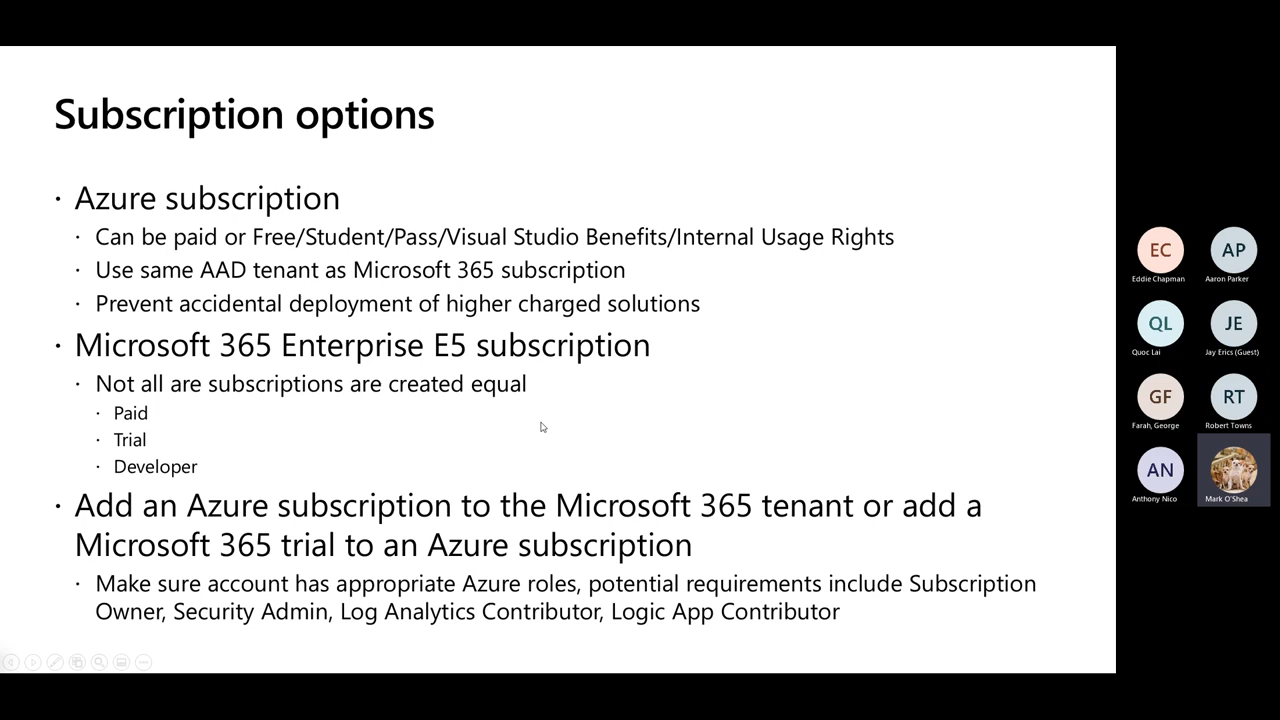 Subscription options
· Azure subscription
· Can be paid or Free/Student/Pass/Visual Studio Benefits/Internal Usage Rights
· Use same AAD tenant as Microsoft 365 subscription
· Prevent accidental deployment of higher charged solutions
· Microsoft 365 Enterprise E5 subscription
· Not all are subscriptions are created equal
· Paid
· Trial
· Developer
· Add an Azure subscription to the Microsoft 365 tenant or add a
Microsoft 365 trial to an Azure subscription
· Make sure account has appropriate Azure roles, potential requirements include Subscription
Owner, Security Admin, Log Analytics Contributor, Logic App Contributor
EC
Eddie Chapman
AP
Aaron Parker
QL
Quoc Lai
JE
Jay Erics (Guest)
GF
Farah, George
RT
Robert Towns
AN
Anthony Nico
Mark O'Shea